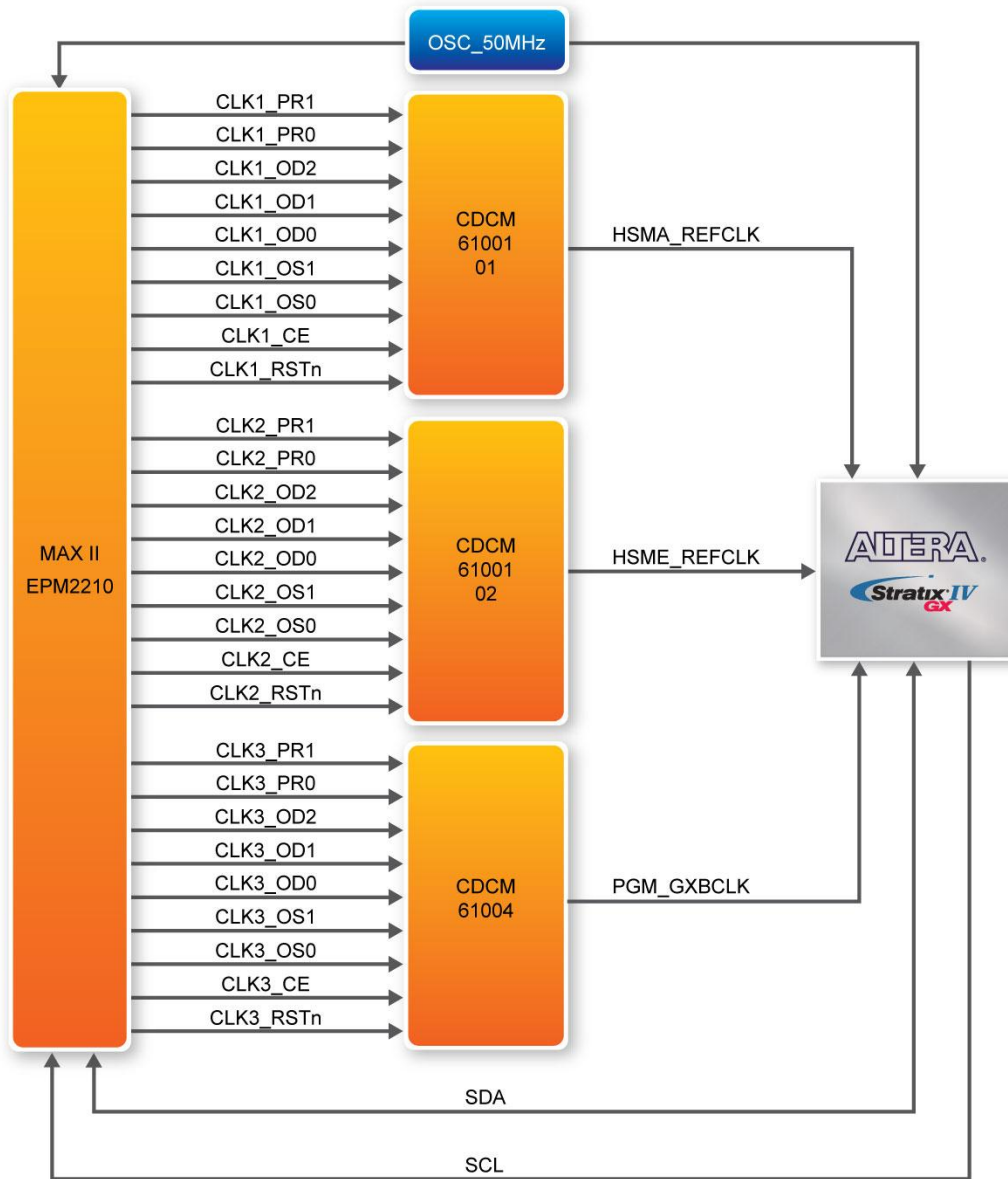 OSC_50MHz
MAX II
EPM2210
CLK1_PR1
CLK1_PR0
CLK1_OD2
CLK1_OD1
CLK1_OD0
CLK1_OS1
CLK1_OS0
CLK1_CE
CLK1_RSTn
CDCM
61001
01
HSMA_REFCLK
CLK2_PR1
CLK2_PR0
CLK2_OD2
CLK2_OD1
CLK2_OD0
CLK2_OS1
CLK2_OS0
CLK2_CE
CLK2_RSTn
CDCM
61001
02
HSME_REFCLK
ALTERA.
Stratix IV
GX
CLK3_PR1
CLK3_PR0
CLK3_OD2
CLK3_OD1
CLK3_OD0
CLK3_OS1
CLK3_OS0
CLK3_CE
CLK3_RSTn
CDCM
61004
PGM_GXBCLK
SDA
SCL